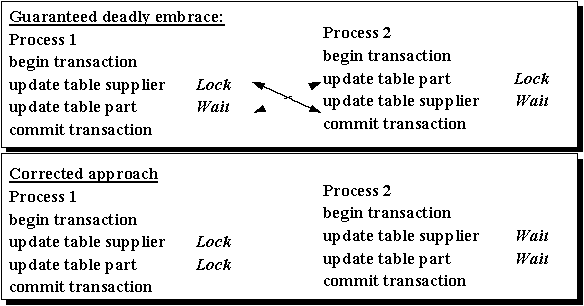 Guaranteed deadly embrace:
Process 1
begin transaction
update table supplier Lock
update table part Wait
commit transaction
Process 2
begin transaction
update table part Lock
update table supplier Wait
commit transaction
Corrected approach
Process 1
begin transaction
update table supplier Lock
update table part Lock
commit transaction
Process 2
begin transaction
update table supplier Wait
update table part Wait
commit transaction